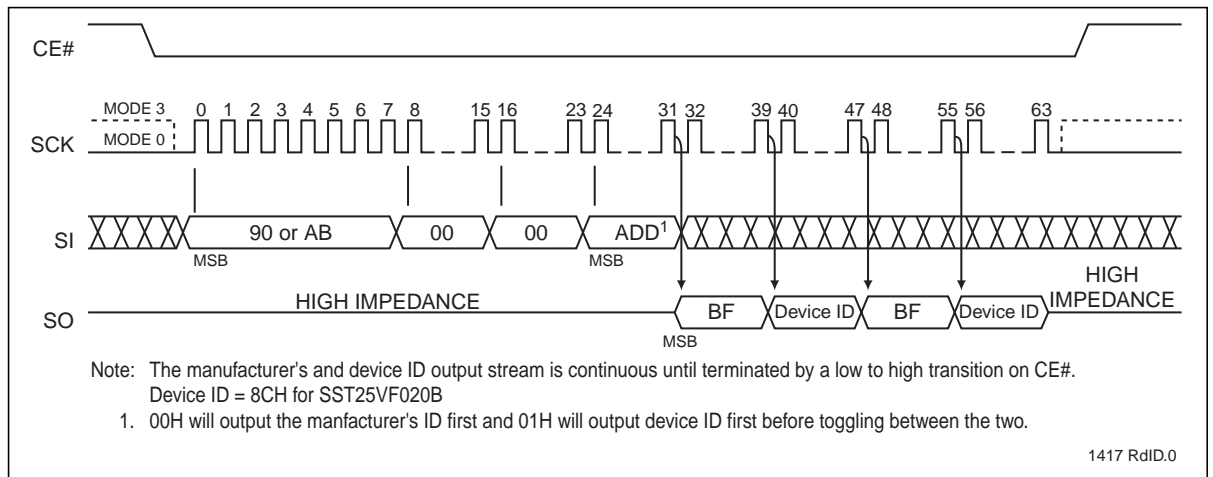 CE#
MODE 3 0 1 2 3 4 5 6 7 8 15 16 23 24 31 32 39 40 47 48 55 56 63
SCK MODE 0
SI 90 or AB 00 00 ADD1
MSB MSB
HIGH IMPEDANCE
SO HIGH IMPEDANCE BF Device ID BF Device ID
MSB
Note: The manufacturer's and device ID output stream is continuous until terminated by a low to high transition on CE#.
Device ID = 8CH for SST25VF020B
1. 00H will output the manfacturer's ID first and 01H will output device ID first before toggling between the two.
1417 RdID.0